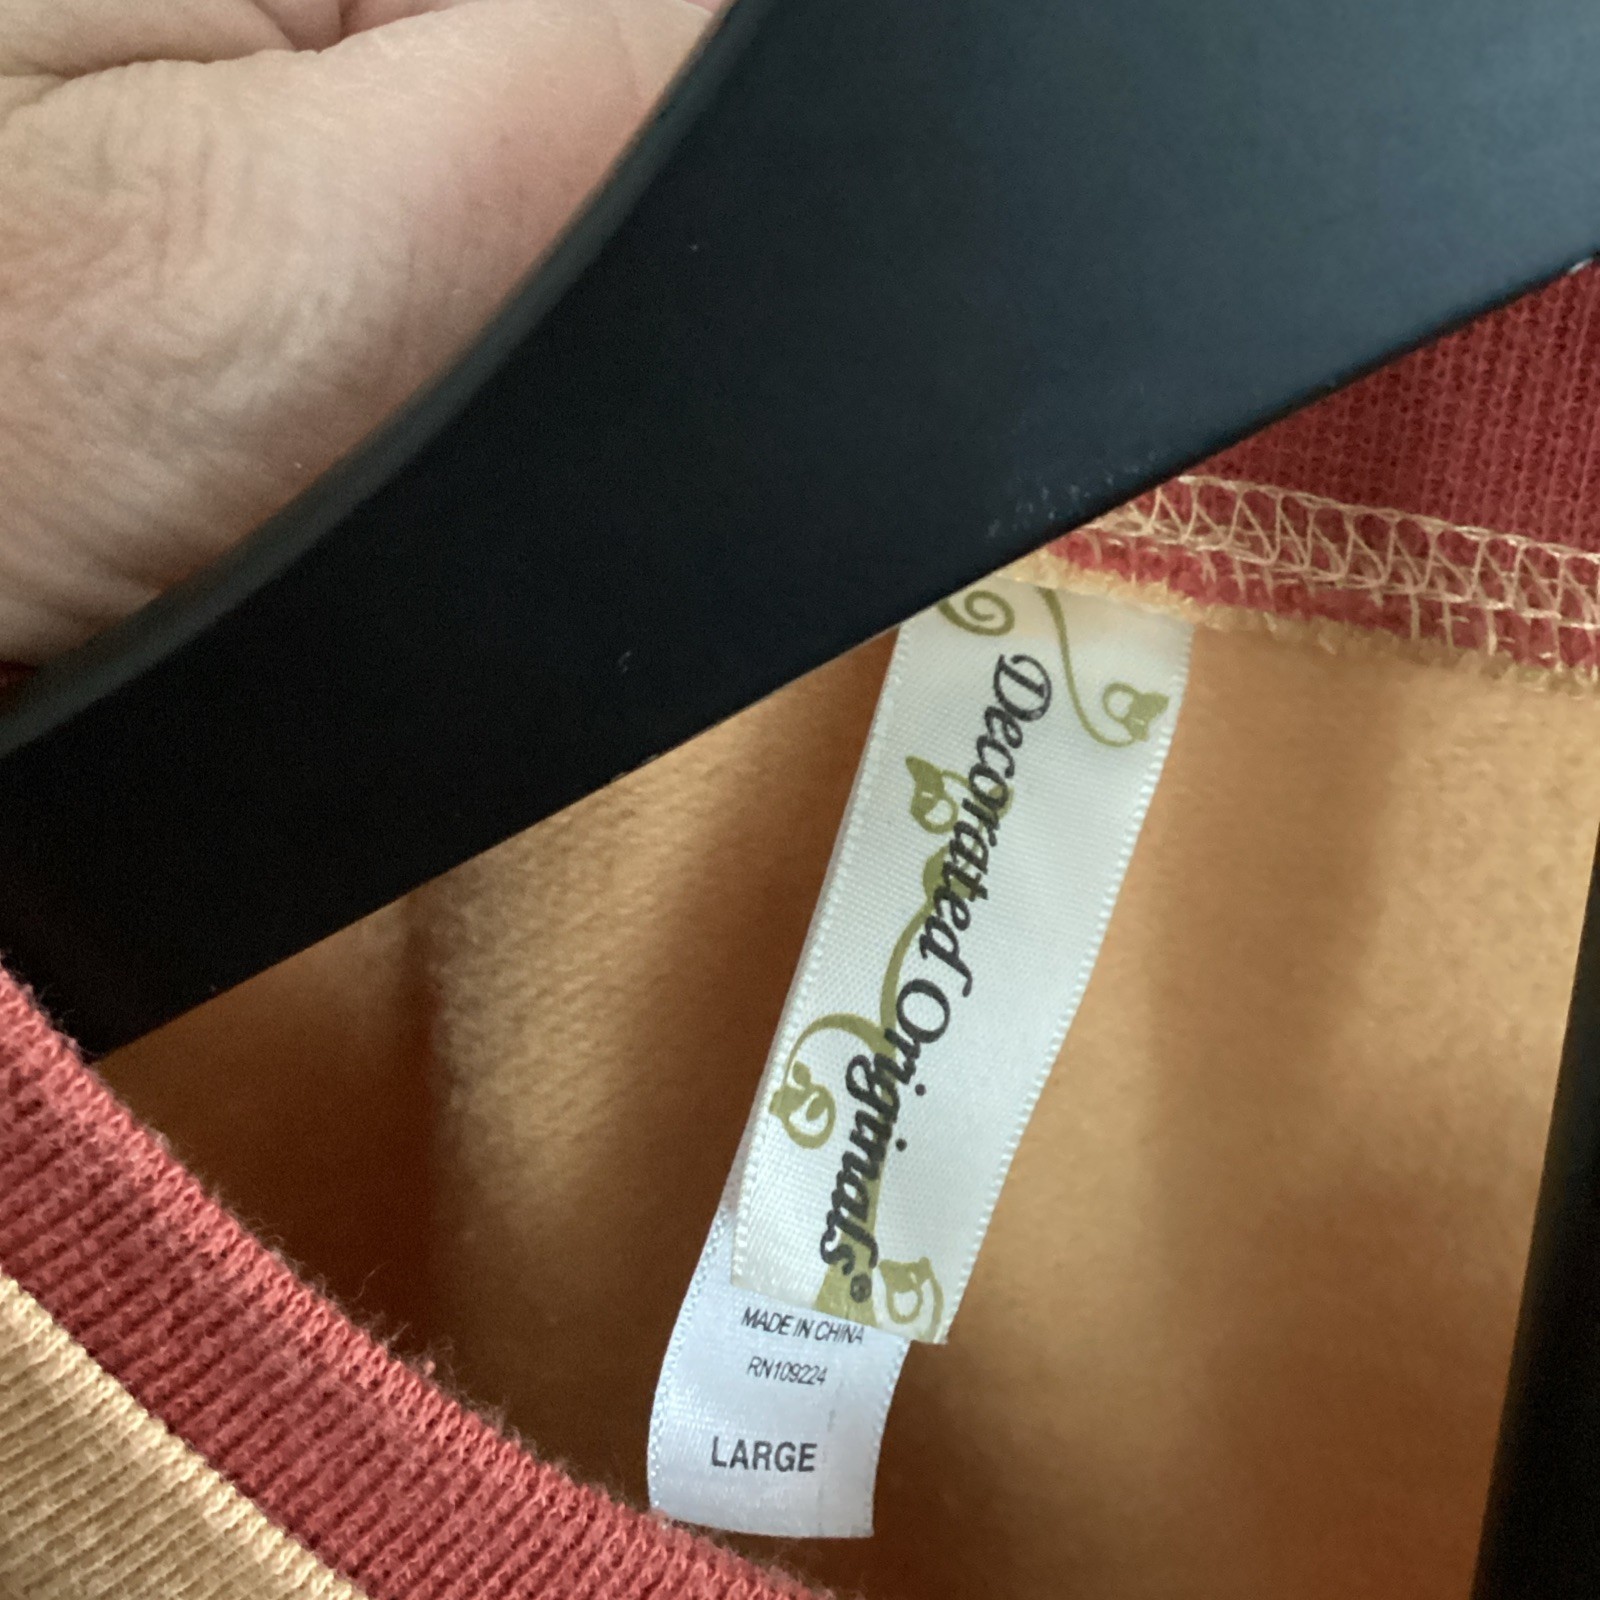 Decorated Originals®
MADE IN CHINA
RN109224
LARGE